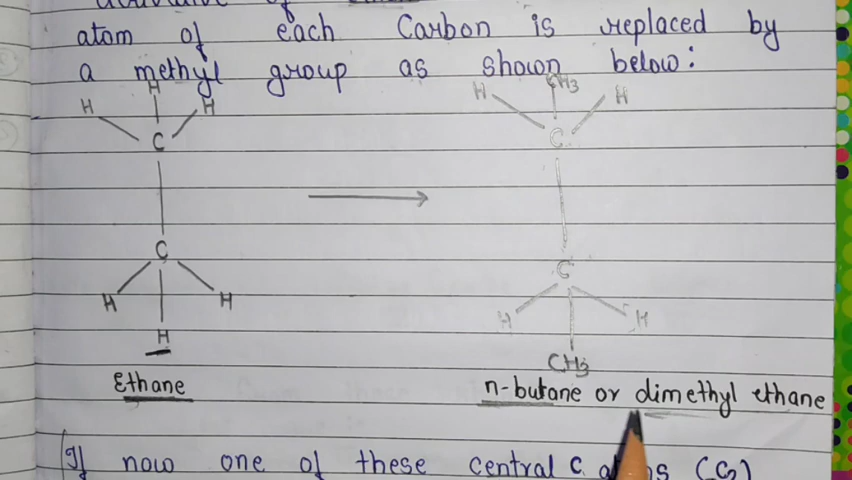 of
atom of each Carbon is replaced by
a methyl group as shown below:
H H H
CH3
H H
C
C
C
C
H H
H H
H
CH3
Ethane
n-butane or dimethyl ethane
If now one of these central C